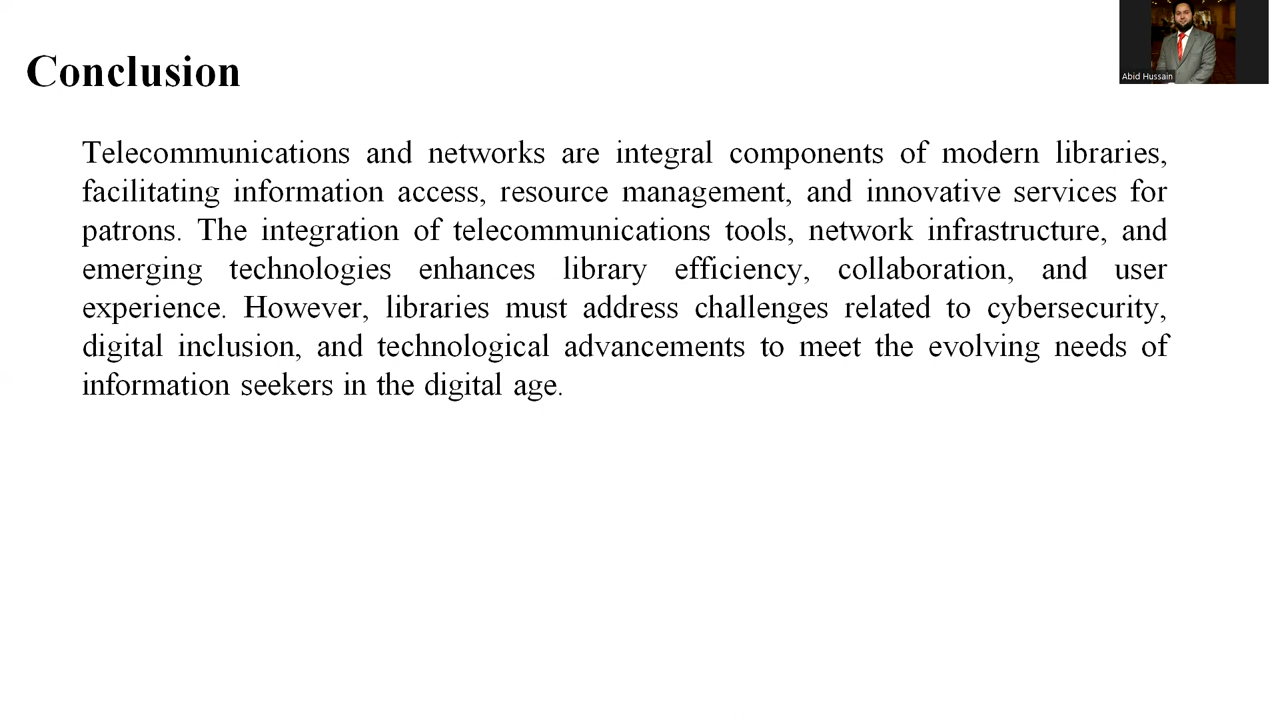 Conclusion
Abid Hussain
Telecommunications and networks are integral components of modern libraries,
facilitating information access, resource management, and innovative services for
patrons. The integration of telecommunications tools, network infrastructure, and
emerging technologies enhances library efficiency, collaboration, and user
experience. However, libraries must address challenges related to cybersecurity,
digital inclusion, and technological advancements to meet the evolving needs of
information seekers in the digital age.